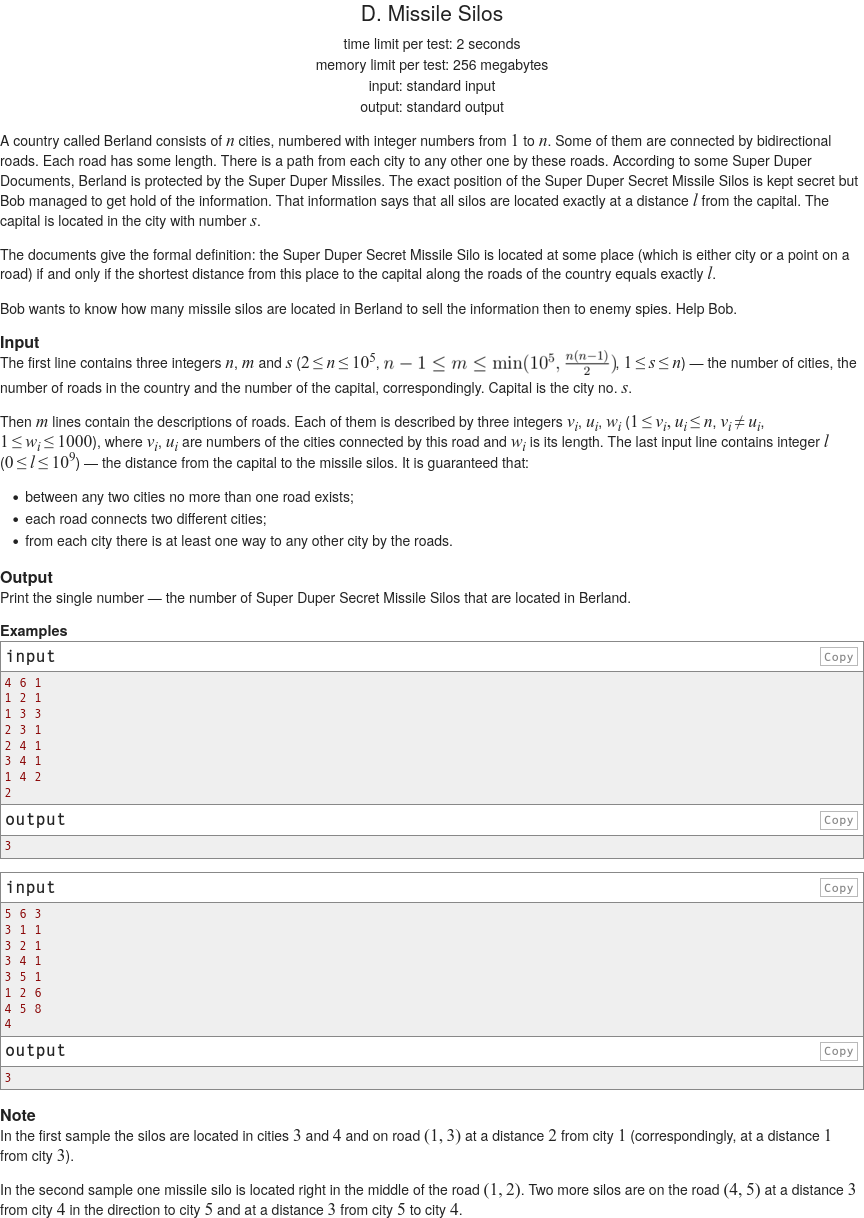 D. Missile Silos
time limit per test: 2 seconds
memory limit per test: 256 megabytes
input: standard input
output: standard output
A country called Berland consists of n cities, numbered with integer numbers from 1 to n. Some of them are connected by bidirectional
roads. Each road has some length. There is a path from each city to any other one by these roads. According to some Super Duper
Documents, Berland is protected by the Super Duper Missiles. The exact position of the Super Duper Secret Missile Silos is kept secret but
Bob managed to get hold of the information. That information says that all silos are located exactly at a distance l from the capital. The
capital is located in the city with number s.
The documents give the formal definition: the Super Duper Secret Missile Silo is located at some place (which is either city or a point on a
road) if and only if the shortest distance from this place to the capital along the roads of the country equals exactly l.
Bob wants to know how many missile silos are located in Berland to sell the information then to enemy spies. Help Bob.
Input
The first line contains three integers n, m and s (2 ≤ n ≤ 10^5, n − 1 ≤ m ≤ min(10^5, n(n−1)/2), 1 ≤ s ≤ n) — the number of cities, the
number of roads in the country and the number of the capital, correspondingly. Capital is the city no. s.
Then m lines contain the descriptions of roads. Each of them is described by three integers v_i, u_i, w_i (1 ≤ v_i, u_i ≤ n, v_i ≠ u_i,
1 ≤ w_i ≤ 1000), where v_i, u_i are numbers of the cities connected by this road and w_i is its length. The last input line contains integer l
(0 ≤ l ≤ 10^9) — the distance from the capital to the missile silos. It is guaranteed that:
• between any two cities no more than one road exists;
• each road connects two different cities;
• from each city there is at least one way to any other city by the roads.
Output
Print the single number — the number of Super Duper Secret Missile Silos that are located in Berland.
Examples
input Copy
4 6 1
1 2 1
1 3 3
2 3 1
2 4 1
3 4 1
1 4 2
2
output Copy
3
input Copy
5 6 3
3 1 1
3 2 1
3 4 1
3 5 1
1 2 6
4 5 8
4
output Copy
3
Note
In the first sample the silos are located in cities 3 and 4 and on road (1, 3) at a distance 2 from city 1 (correspondingly, at a distance 1
from city 3).
In the second sample one missile silo is located right in the middle of the road (1, 2). Two more silos are on the road (4, 5) at a distance 3
from city 4 in the direction to city 5 and at a distance 3 from city 5 to city 4.